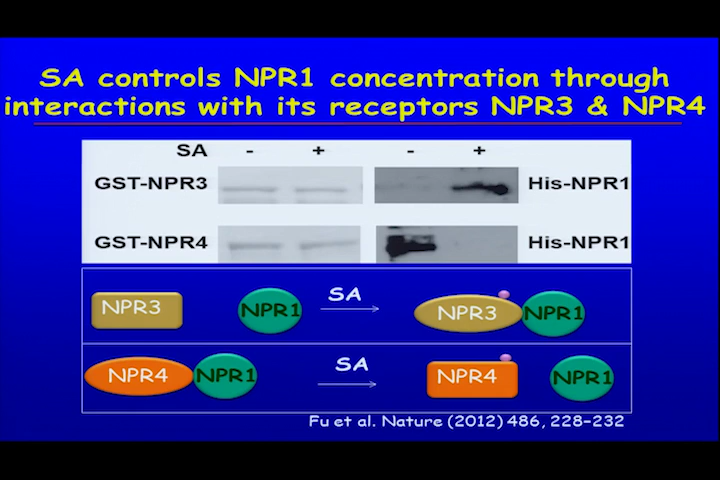 SA controls NPR1 concentration through
interactions with its receptors NPR3 & NPR4
SA - + - +
GST-NPR3 His-NPR1
GST-NPR4 His-NPR1
NPR3 NPR1 SA NPR3 NPR1
NPR4 NPR1 SA NPR4 NPR1
Fu et al. Nature (2012) 486, 228-232